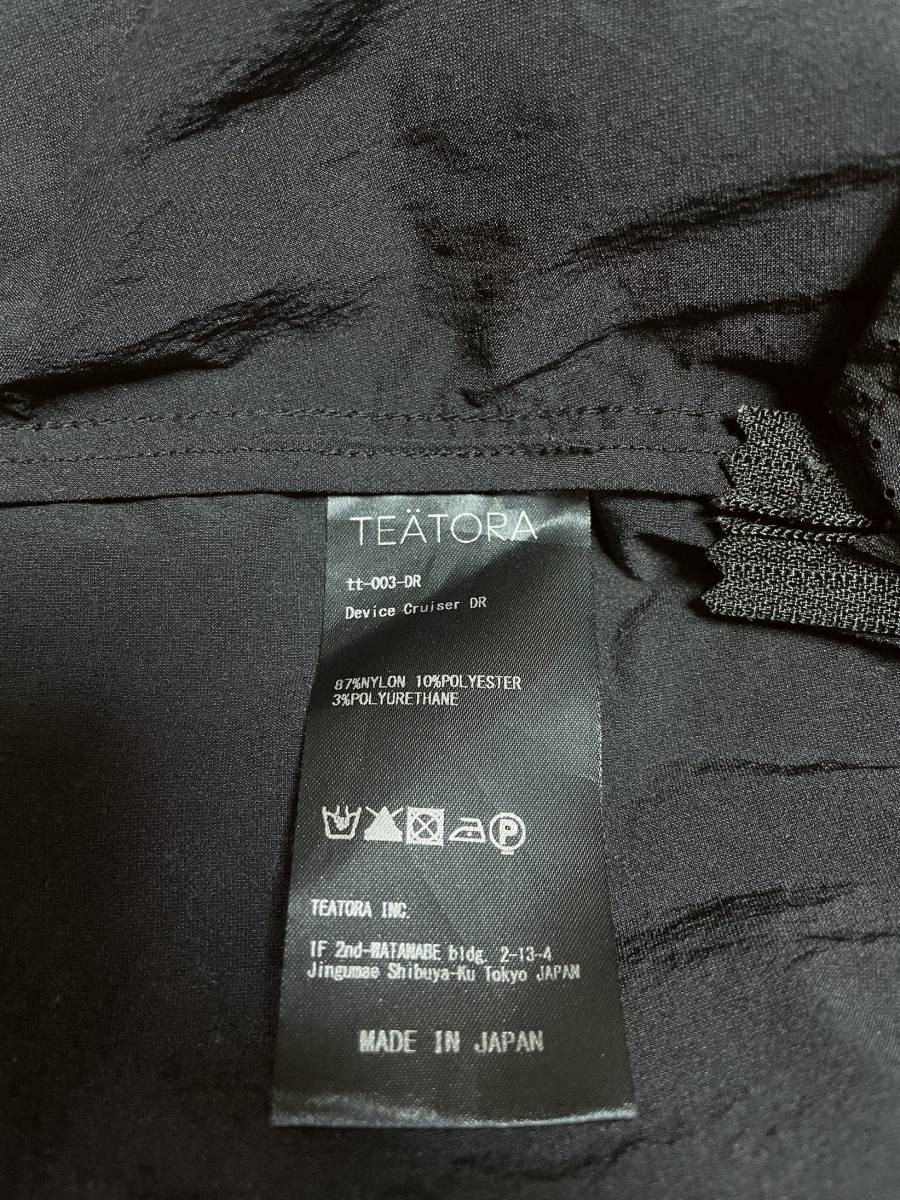 TEÄTORA
tt-003-DR
Device Cruiser DR
87%NYLON 10%POLYESTER
3%POLYURETHANE
P
TEATORA INC.
1F 2nd-WATANABE bldg. 2-13-4
Jingumae Shibuya-Ku Tokyo JAPAN
MADE IN JAPAN